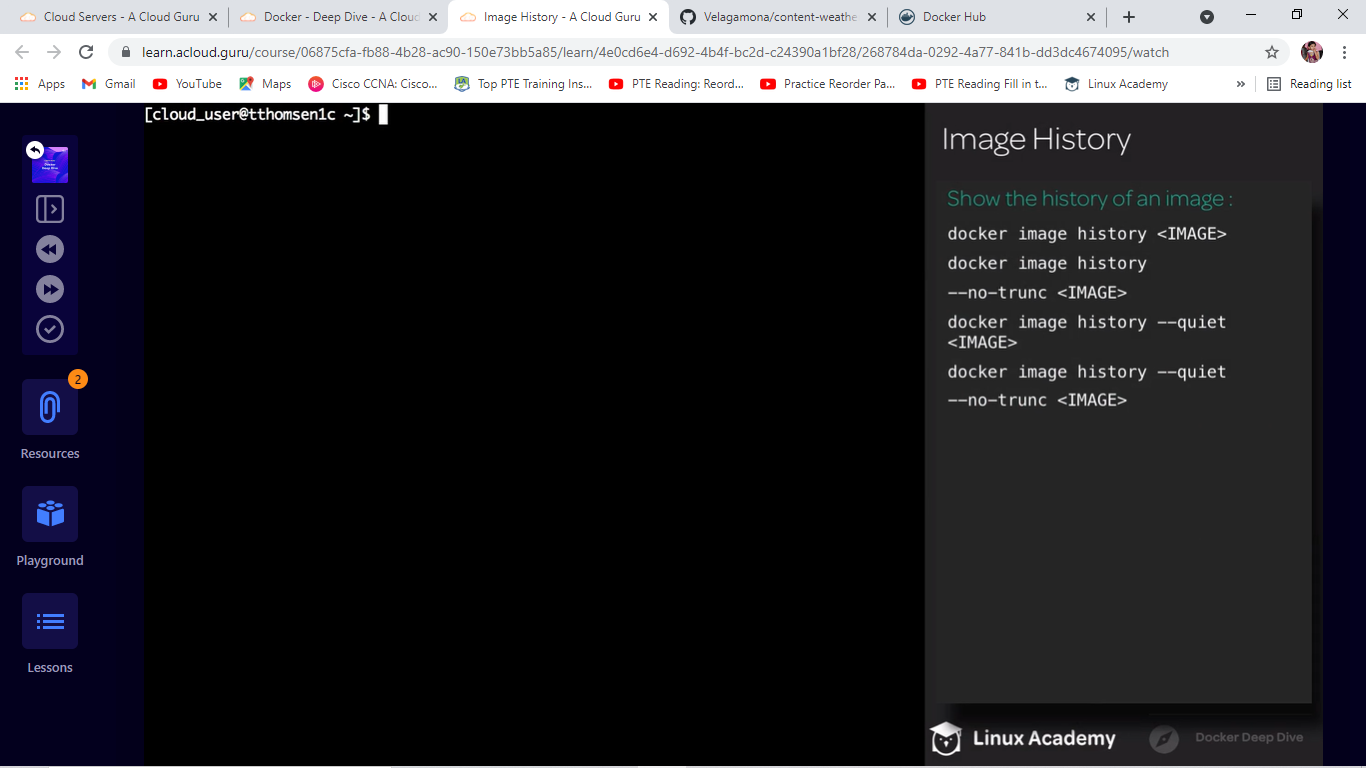 Cloud Servers - A Cloud Guru
Docker - Deep Dive - A Cloud
Image History - A Cloud Guru
Velagamona/content-weathe
Docker Hub
learn.acloud.guru/course/06875cfa-fb88-4b28-ac90-150e73bb5a85/learn/4e0cd6e4-d692-4b4f-bc2d-c24390a1bf28/268784da-0292-4a77-841b-dd3dc4674095/watch
Apps
Gmail
YouTube
Maps
Cisco CCNA: Cisco...
Top PTE Training Ins...
PTE Reading: Reord...
Practice Reorder Pa...
PTE Reading Fill in t...
Linux Academy
»
Reading list
[cloud_user@tthomsen1c ~]$
Docker
Deep Dive
2
Resources
Playground
Lessons
Image History
Show the history of an image :
docker image history <IMAGE>
docker image history
--no-trunc <IMAGE>
docker image history --quiet
<IMAGE>
docker image history --quiet
--no-trunc <IMAGE>
Linux Academy
Docker Deep Dive